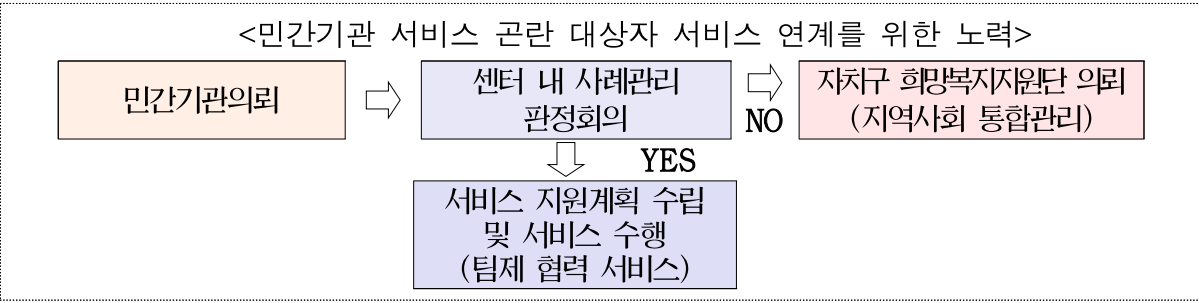 <민간기관 서비스 곤란 대상자 서비스 연계를 위한 노력>
민간기관의뢰
센터 내 사례관리
판정회의
NO
자치구 희망복지지원단 의뢰
(지역사회 통합관리)
YES
서비스 지원계획 수립
및 서비스 수행
(팀제 협력 서비스)